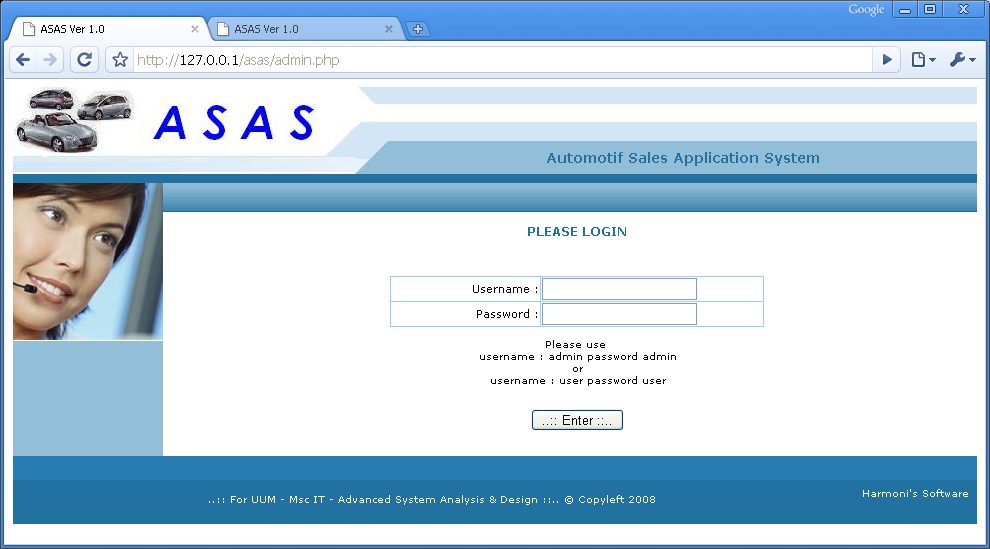 Google
ASAS Ver 1.0
ASAS Ver 1.0
http://127.0.0.1/asas/admin.php
ASAS
Automotif Sales Application System
PLEASE LOGIN
Username :
Password :
Please use
username : admin password admin
or
username : user password user
..:: Enter ::..
..:: For UUM - Msc IT - Advanced System Analysis & Design ::.. © Copyleft 2008
Harmoni's Software